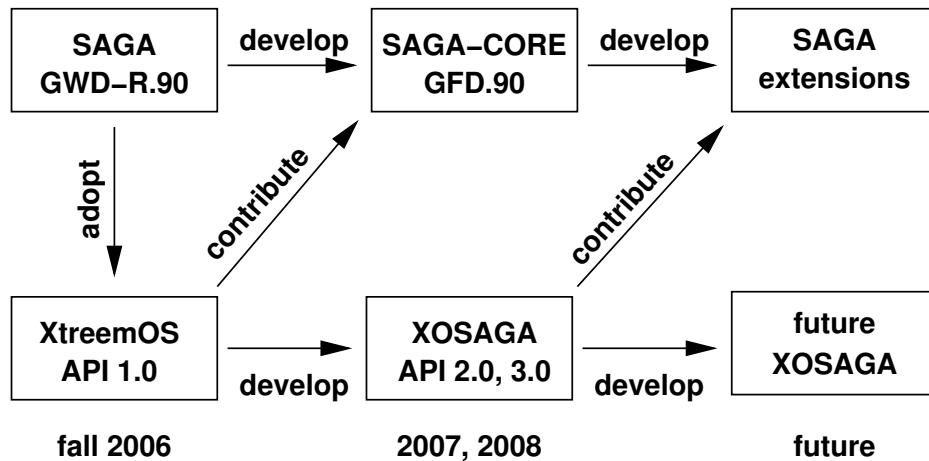 SAGA
GWD−R.90
develop
SAGA−CORE
GFD.90
develop
SAGA
extensions
adopt
contribute
contribute
XtreemOS
API 1.0
develop
XOSAGA
API 2.0, 3.0
develop
future
XOSAGA
fall 2006
2007, 2008
future